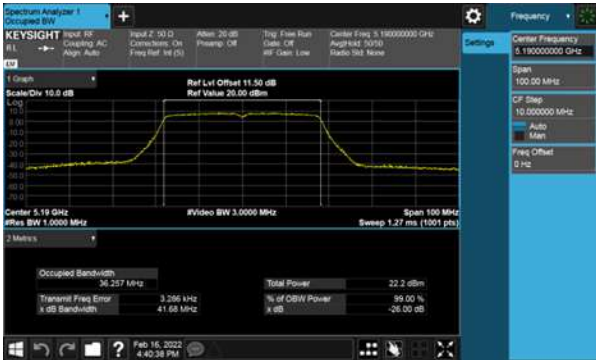 Spectrum Analyzer 1
Occupied BW
Frequency
KEYSIGHT
Input: RF
Coupling: AC
Align: Auto
Input Z: 50 Ω
Corrections: On
Freq Ref: Int (S)
Atten: 20 dB
Preamp: Off
Trig: Free Run
Gate: Off
#IF Gain: Low
Center Freq: 5.190000000 GHz
Avg|Hold: 50/50
Radio Std: None
RL
LXI
Settings
Center Frequency
5.190000000 GHz
Span
100.00 MHz
CF Step
10.000000 MHz
Auto
Man
Freq Offset
0 Hz
1 Graph
Scale/Div 10.0 dB
Ref Lvl Offset 11.50 dB
Ref Value 20.00 dBm
Log
10.0
0.00
-10.0
-20.0
-30.0
-40.0
-50.0
-60.0
-70.0
Center 5.19 GHz
#Res BW 1.0000 MHz
#Video BW 3.0000 MHz
Span 100 MHz
Sweep 1.27 ms (1001 pts)
2 Metrics
Occupied Bandwidth
36.257 MHz
Total Power 22.2 dBm
Transmit Freq Error 3.286 kHz
% of OBW Power 99.00 %
x dB Bandwidth 41.68 MHz
x dB -26.00 dB
Feb 16, 2022
4:40:38 PM